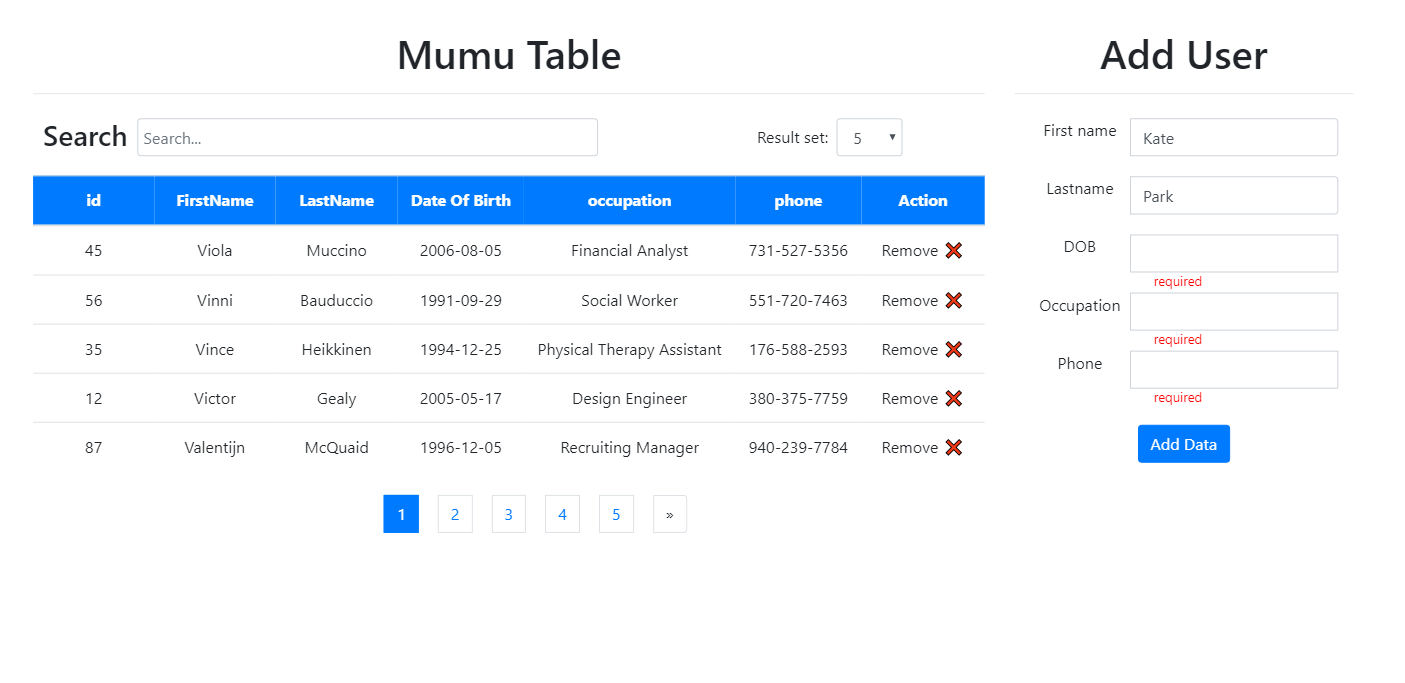 Mumu Table
Search Search... Result set: 5
id FirstName LastName Date Of Birth occupation phone Action
45 Viola Muccino 2006-08-05 Financial Analyst 731-527-5356 Remove
56 Vinni Bauduccio 1991-09-29 Social Worker 551-720-7463 Remove
35 Vince Heikkinen 1994-12-25 Physical Therapy Assistant 176-588-2593 Remove
12 Victor Gealy 2005-05-17 Design Engineer 380-375-7759 Remove
87 Valentijn McQuaid 1996-12-05 Recruiting Manager 940-239-7784 Remove
1 2 3 4 5 »
Add User
First name Kate
Lastname Park
DOB
required
Occupation
required
Phone
required
Add Data